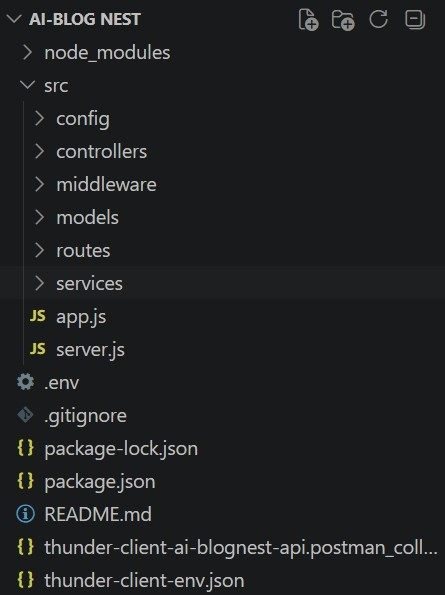 AI-BLOG NEST
node_modules
src
config
controllers
middleware
models
routes
services
JS app.js
JS server.js
.env
.gitignore
{} package-lock.json
{} package.json
README.md
{} thunder-client-ai-blognest-api.postman_coll...
{} thunder-client-env.json